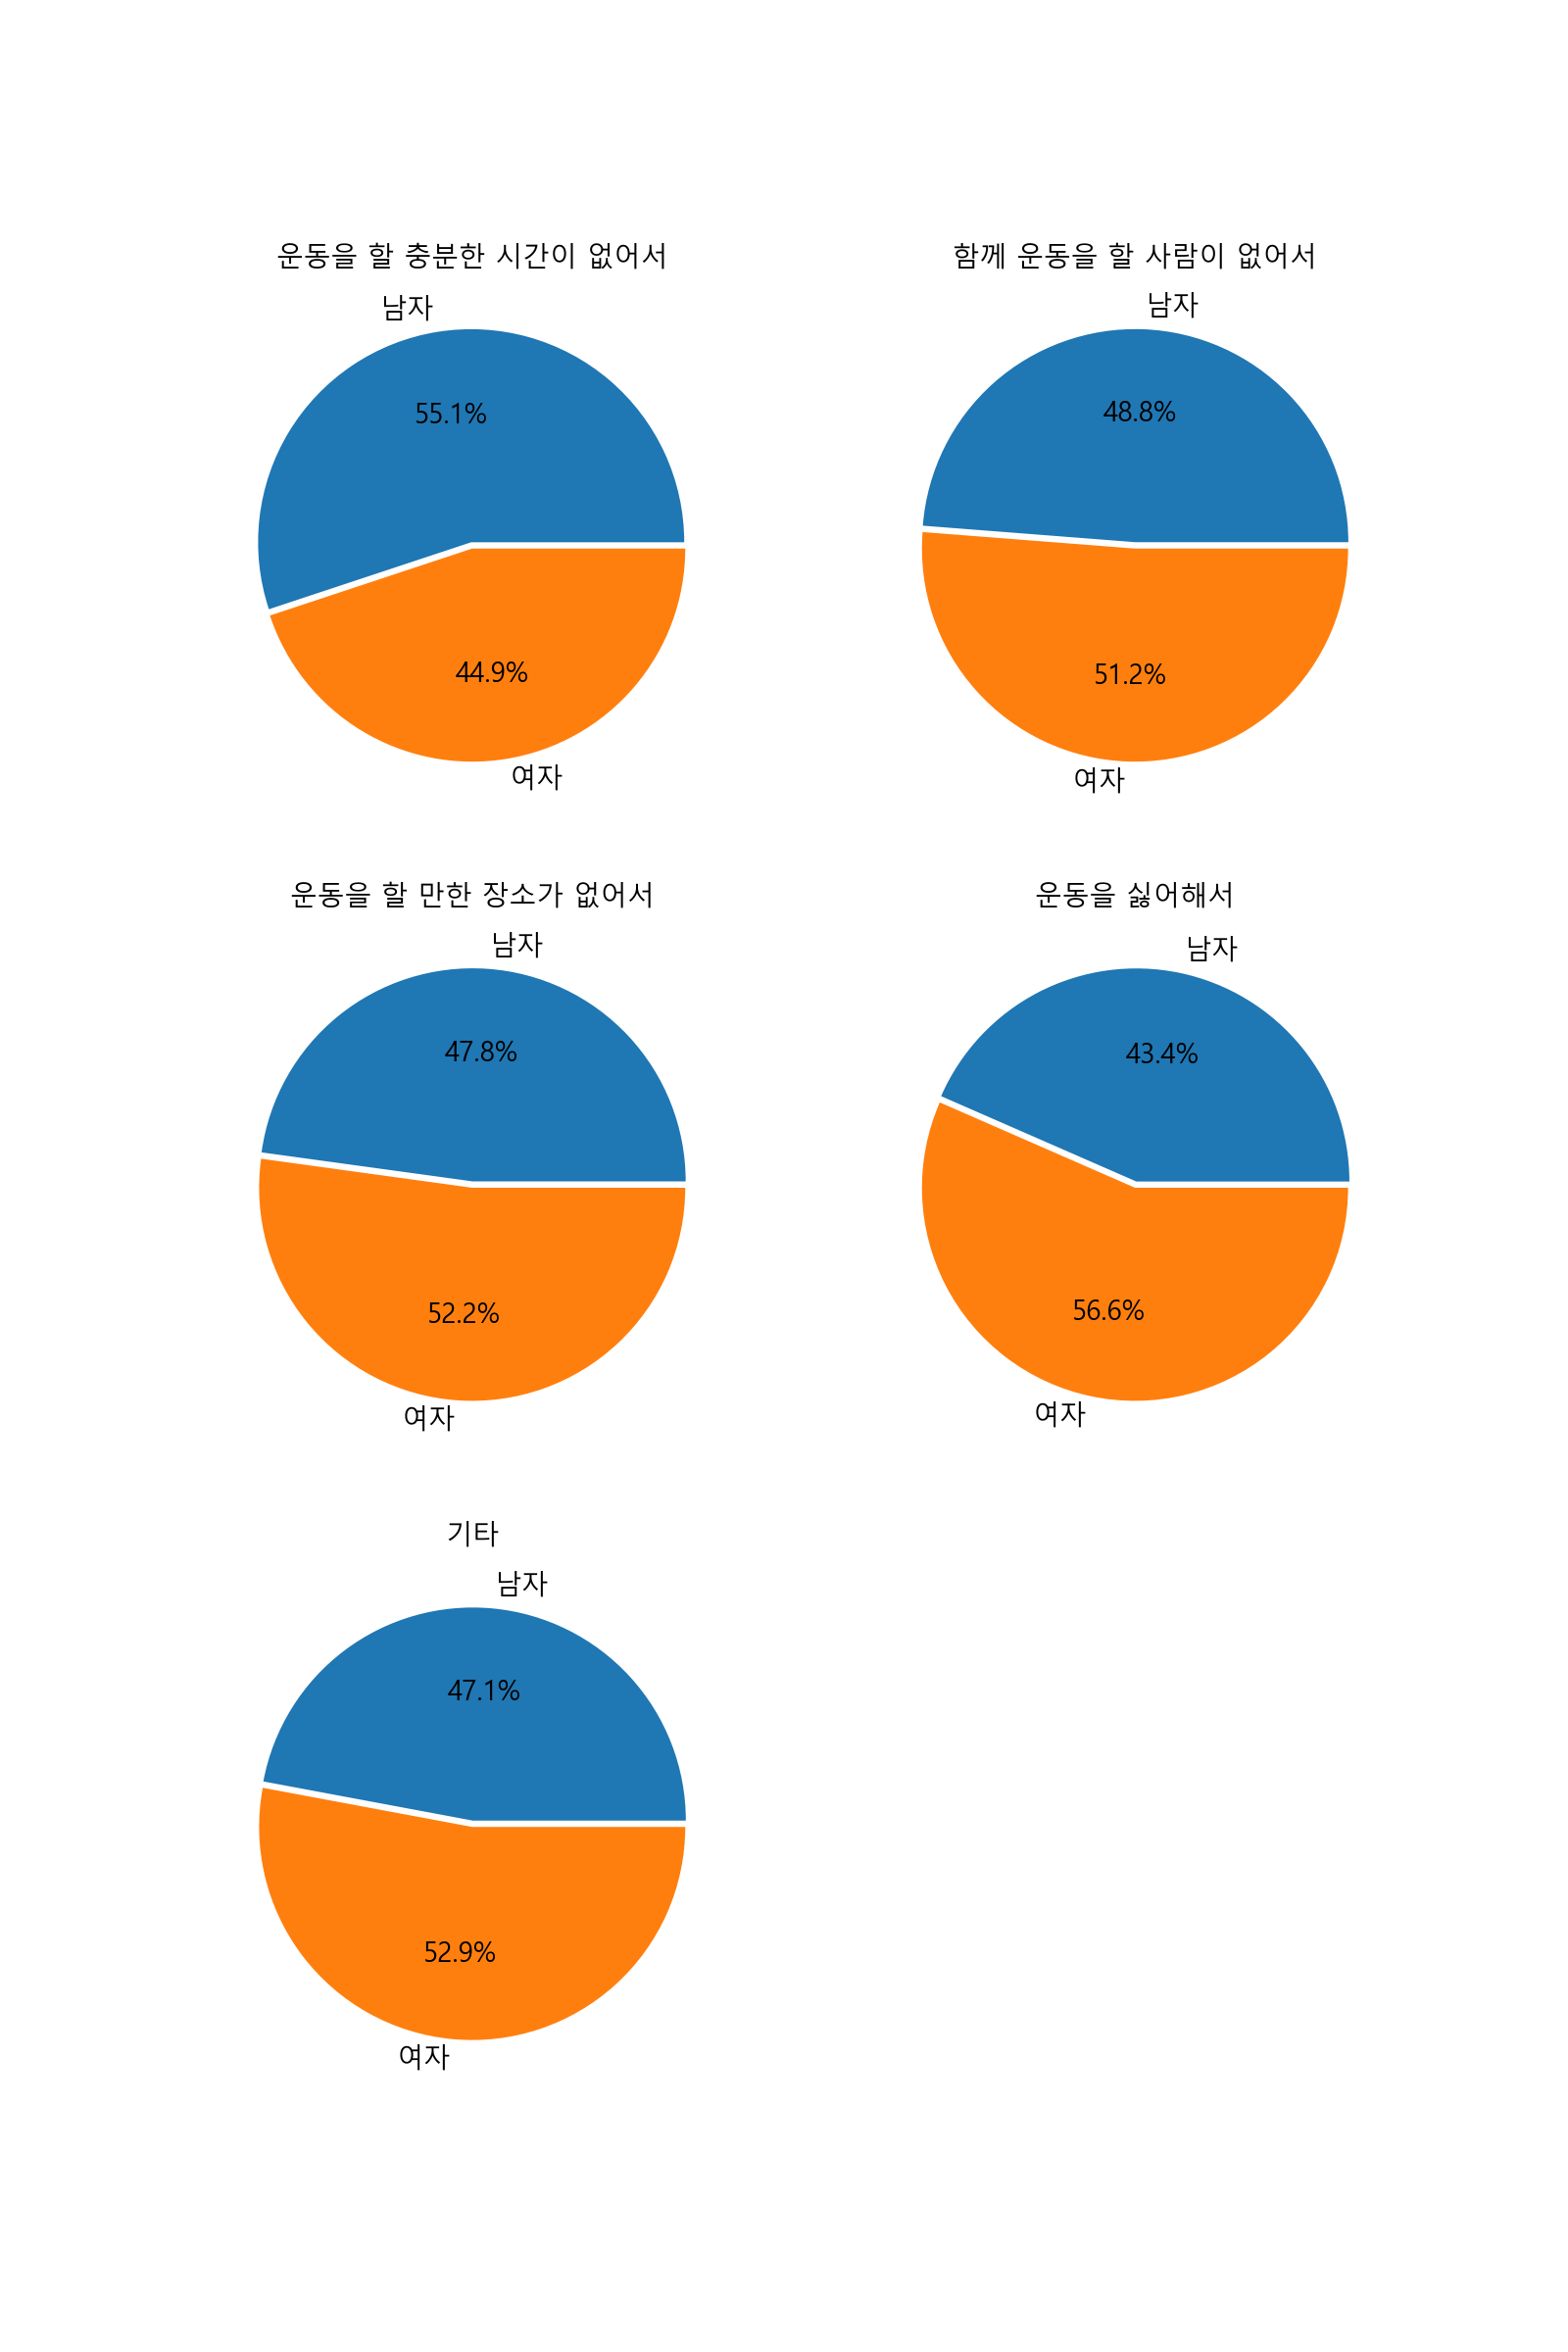 운동을 할 충분한 시간이 없어서
남자
55.1%
44.9%
여자
함께 운동을 할 사람이 없어서
남자
48.8%
51.2%
여자
운동을 할 만한 장소가 없어서
남자
47.8%
52.2%
여자
운동을 싫어해서
남자
43.4%
56.6%
여자
기타
남자
47.1%
52.9%
여자